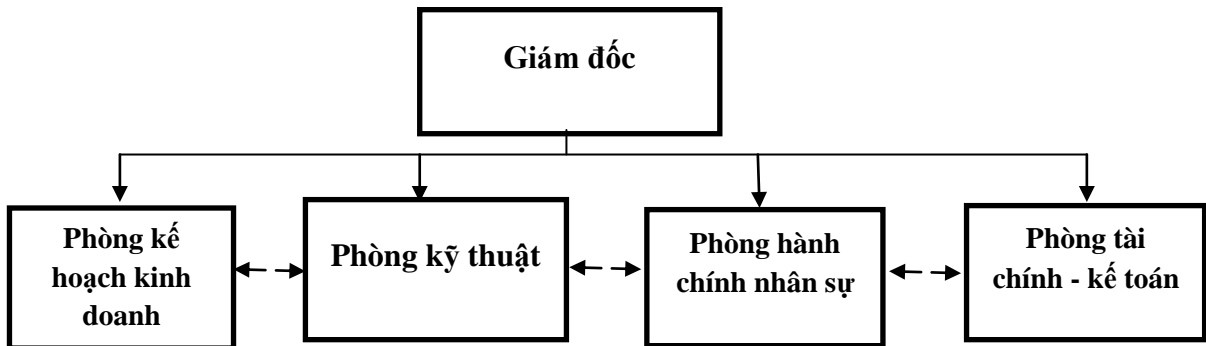 Giám đốc
Phòng kế
hoạch kinh
doanh
Phòng kỹ thuật
Phòng hành
chính nhân sự
Phòng tài
chính - kế toán